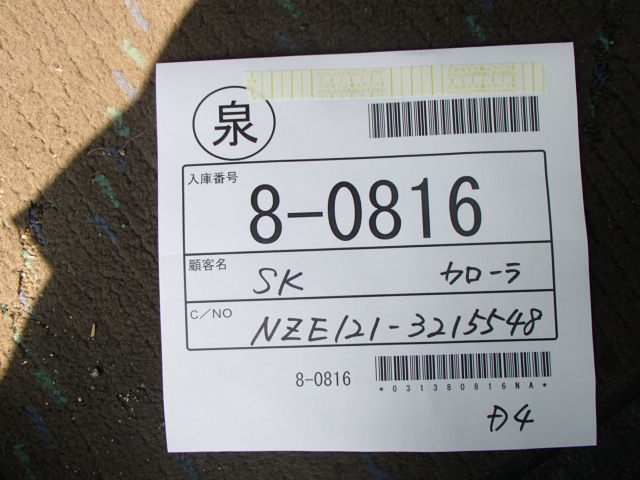 泉
入庫番号
8-0816
顧客名 SK カローラ
C/NO NZE121-3215548
8-0816
*031380816NA*